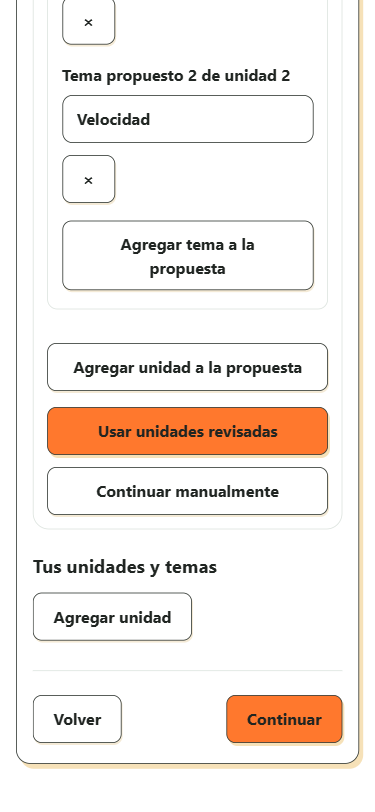 ×
Tema propuesto 2 de unidad 2
Velocidad
×
Agregar tema a la
propuesta
Agregar unidad a la propuesta
Usar unidades revisadas
Continuar manualmente
Tus unidades y temas
Agregar unidad
Volver
Continuar